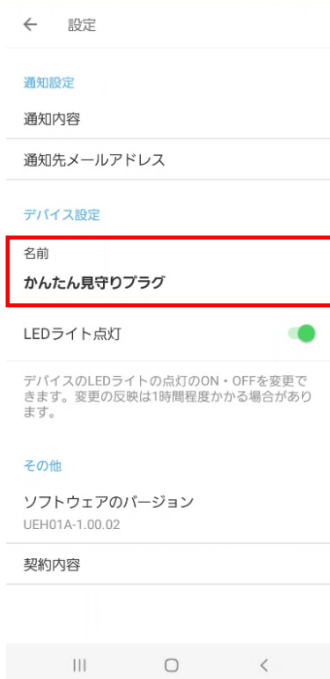 設定
通知設定
通知内容
通知先メールアドレス
デバイス設定
名前
かんたん見守りプラグ
LEDライト点灯
デバイスのLEDライトの点灯のON・OFFを変更で
きます。変更の反映は1時間程度かかる場合があり
ます。
その他
ソフトウェアのバージョン
UEH01A-1.00.02
契約内容